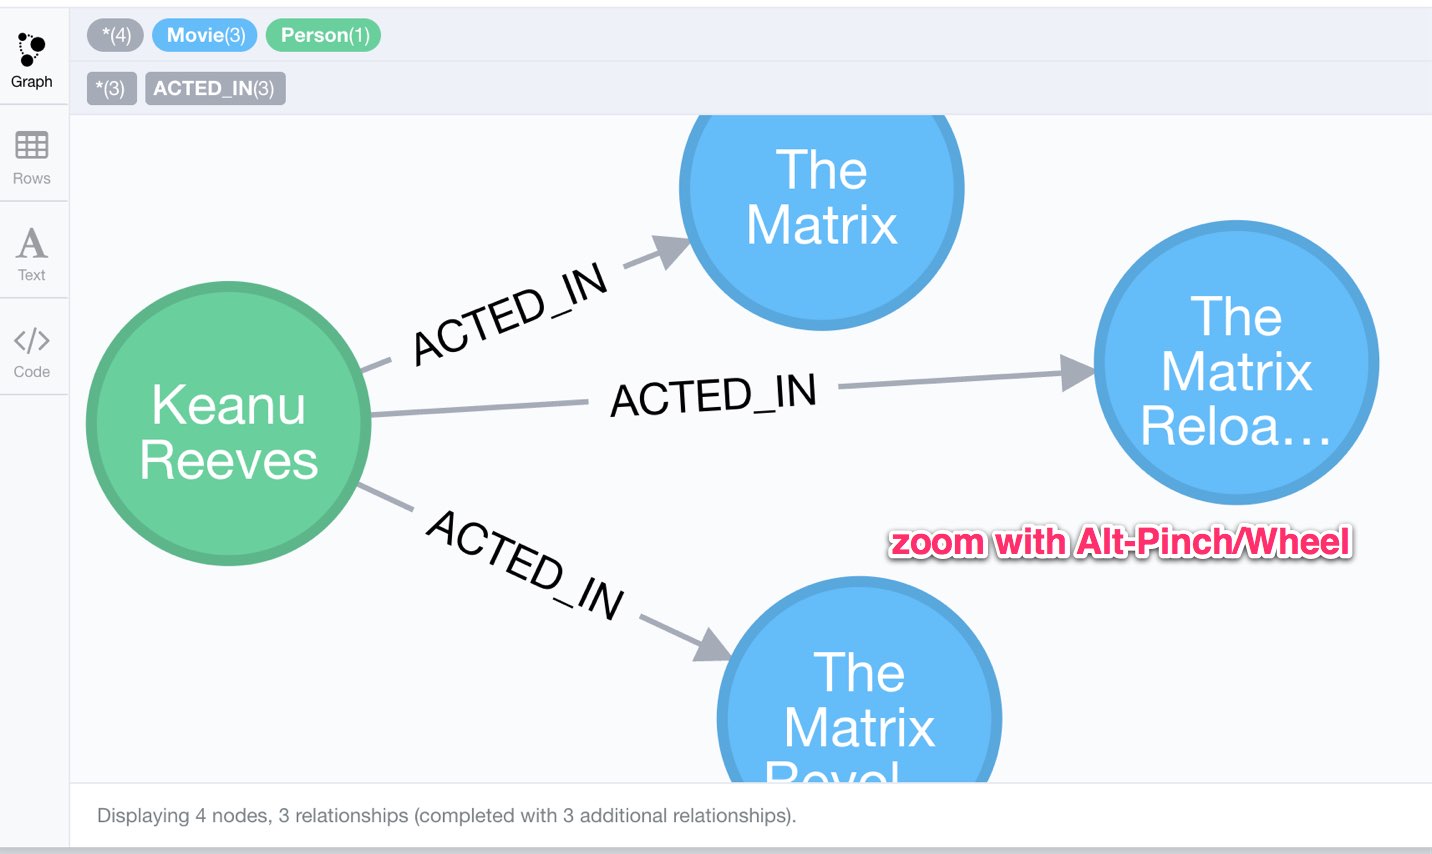 *(4) Movie(3) Person(1)
*(3) ACTED_IN(3)
Graph
Rows
Text
Code
Keanu
Reeves
ACTED_IN
The
Matrix
ACTED_IN
The
Matrix
Reloa…
ACTED_IN
The
Matrix
Revol…
zoom with Alt-Pinch/Wheel
Displaying 4 nodes, 3 relationships (completed with 3 additional relationships).